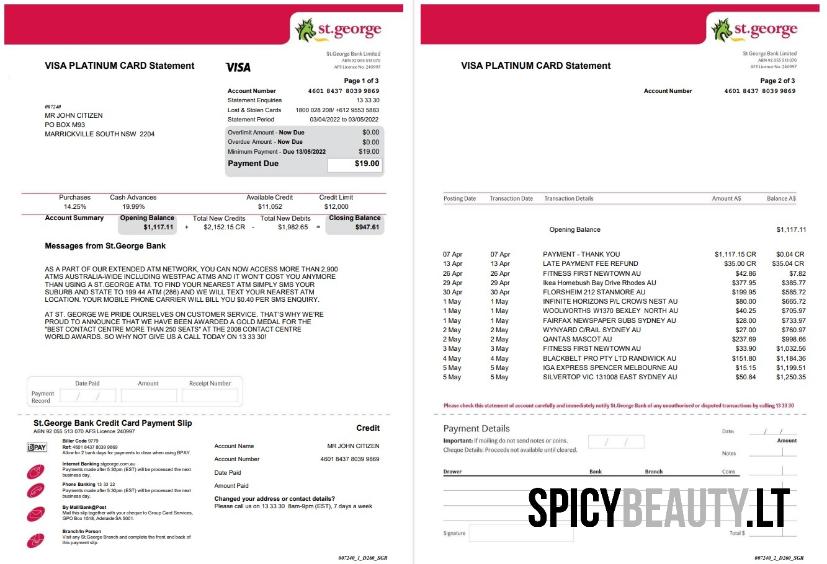 st.george
St.George Bank Limited
ABN 92 055 513 070
AFS Licence No. 240997
VISA PLATINUM CARD Statement
VISA
Page 1 of 3
Account Number 4601 8437 8039 9869
Statement Enquiries 13 33 30
Lost & Stolen Cards 1800 028 208/ +612 9553 5883
Statement Period 03/04/2022 to 03/05/2022
007240
MR JOHN CITIZEN
PO BOX M93
MARRICKVILLE SOUTH NSW 2204
Overlimit Amount - Now Due $0.00
Overdue Amount - Now Due $0.00
Minimum Payment - Due 13/05/2022 $19.00
Payment Due $19.00
Purchases Cash Advances Available Credit Credit Limit
14.25% 19.99% $11,052 $12,000
Account Summary Opening Balance Total New Credits Total New Debits Closing Balance
$1,117.11 + $2,152.15 CR - $1,982.65 = $947.61
Messages from St.George Bank
AS A PART OF OUR EXTENDED ATM NETWORK, YOU CAN NOW ACCESS MORE THAN 2,900
ATMS AUSTRALIA-WIDE INCLUDING WESTPAC ATMS AND IT WON'T COST YOU ANYMORE
THAN USING A ST.GEORGE ATM. TO FIND YOUR NEAREST ATM SIMPLY SMS YOUR
SUBURB AND STATE TO 199 44 ATM (286) AND WE WILL TEXT YOUR NEAREST ATM
LOCATION. YOUR MOBILE PHONE CARRIER WILL BILL YOU $0.40 PER SMS ENQUIRY.
AT ST. GEORGE WE PRIDE OURSELVES ON CUSTOMER SERVICE, THAT'S WHY WE'RE
PROUD TO ANNOUNCE THAT WE HAVE BEEN AWARDED A GOLD MEDAL FOR THE
"BEST CONTACT CENTRE MORE THAN 250 SEATS" AT THE 2008 CONTACT CENTRE
WORLD AWARDS. SO WHY NOT GIVE US A CALL TODAY ON 13 33 30!
Date Paid Amount Receipt Number
Payment Record / /
St.George Bank Credit Card Payment Slip
ABN 92 055 513 070 AFS Licence 240997
Credit
BPAY
Biller Code 0779
Ref: 4601 8437 8039 9869
Allow for 2 bank days for payments to clear when using BPAY.
Internet Banking stgeorge.com.au
Payments made after 5:30pm (EST) will be processed the next
business day.
Phone Banking 13 33 22
Payments made after 5:30pm (EST) will be processed the next
business day.
By Mail/Bank@Post
Mail this slip together with your cheque to Group Card Services,
GPO Box 1018, Adelaide SA 5001.
Branch/In Person
Visit any St.George Branch and complete the front and back of
this payment slip.
Account Name MR JOHN CITIZEN
Account Number 4601 8437 8039 9869
Date Paid
Amount Paid
Changed your address or contact details?
Please call us on 13 33 30 8am-9pm (EST), 7 days a week
007240_1_D260_SGR
st.george
St.George Bank Limited
ABN 92 055 513 070
AFS Licence No. 240997
VISA PLATINUM CARD Statement
Page 2 of 3
Account Number 4601 8437 8039 9869
Posting Date Transaction Date Transaction Details Amount A$ Balance A$
Opening Balance $1,117.11
07 Apr 07 Apr PAYMENT - THANK YOU $1,117.15 CR $0.04 CR
13 Apr 13 Apr LATE PAYMENT FEE REFUND $35.00 CR $35.04 CR
26 Apr 26 Apr FITNESS FIRST NEWTOWN AU $42.86 $7.82
29 Apr 29 Apr Ikea Homebush Bay Drive Rhodes AU $377.95 $385.77
30 Apr 30 Apr FLORSHEIM 212 STANMORE AU $199.95 $585.72
1 May 1 May INFINITE HORIZONS P/L CROWS NEST AU $80.00 $665.72
1 May 1 May WOOLWORTHS W1370 BEXLEY NORTH AU $40.25 $705.97
1 May 1 May FAIRFAX NEWSPAPER SUBS SYDNEY AU $28.00 $733.97
2 May 2 May WYNYARD C/RAIL SYDNEY AU $27.00 $760.97
2 May 2 May QANTAS MASCOT AU $237.69 $998.66
3 May 3 May FITNESS FIRST NEWTOWN AU $33.90 $1,032.56
4 May 4 May BLACKBELT PRO PTY LTD RANDWICK AU $151.80 $1,184.36
5 May 5 May IGA EXPRESS SPENCER MELBOURNE AU $15.15 $1,199.51
5 May 5 May SILVERTOP VIC 131008 EAST SYDNEY AU $50.84 $1,250.35
Please check this statement of account carefully and immediately notify St.George Bank of any unauthorised or disputed transactions by calling 13 33 30
Payment Details
Important: If mailing do not send notes or coins.
Cheque Details: Proceeds not available until cleared.
/ /
Date: / /
Amount
Notes
Drawer Bank Branch Coins
SPICYBEAUTY.LT
Signature Total $
007240_2_D260_SGR